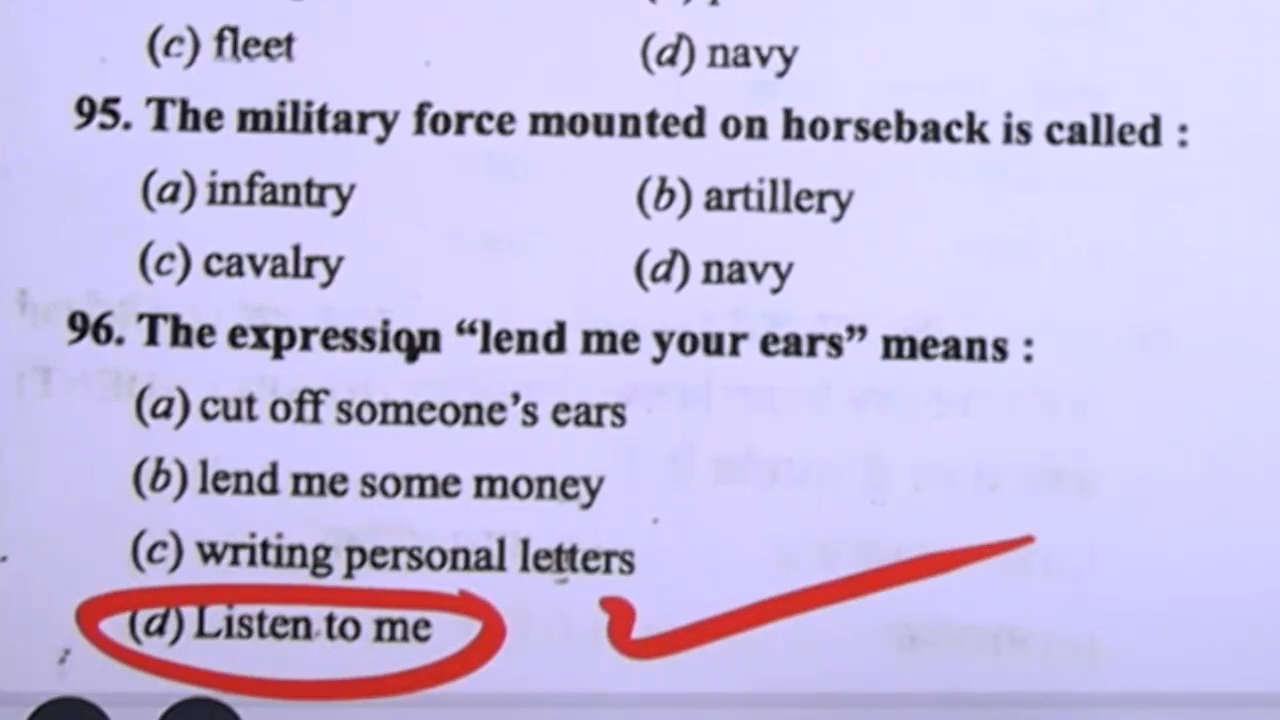 (c) fleet (d) navy
95. The military force mounted on horseback is called :
(a) infantry (b) artillery
(c) cavalry (d) navy
96. The expression “lend me your ears” means :
(a) cut off someone’s ears
(b) lend me some money
(c) writing personal letters
(d) Listen to me